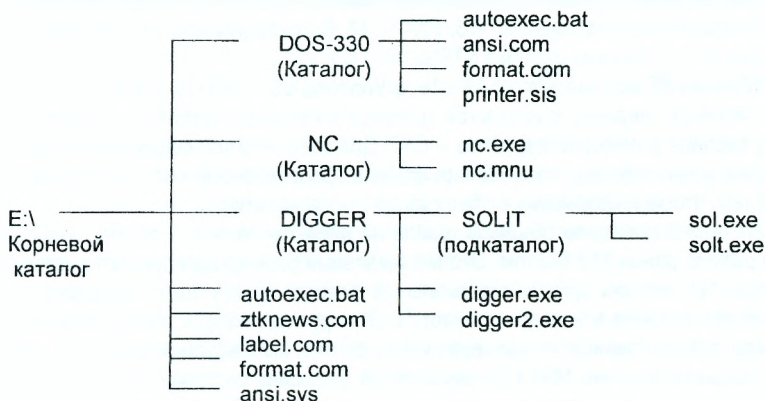 autoexec.bat
DOS-330
ansi.com
(Каталог)
format.com
printer.sis
NC
nc.exe
(Каталог)
nc.mnu
E:\
DIGGER
SOLIT
sol.exe
Корневой
(Каталог)
(подкаталог)
solt.exe
каталог
autoexec.bat
digger.exe
ztknews.com
digger2.exe
label.com
format.com
ansi.sys